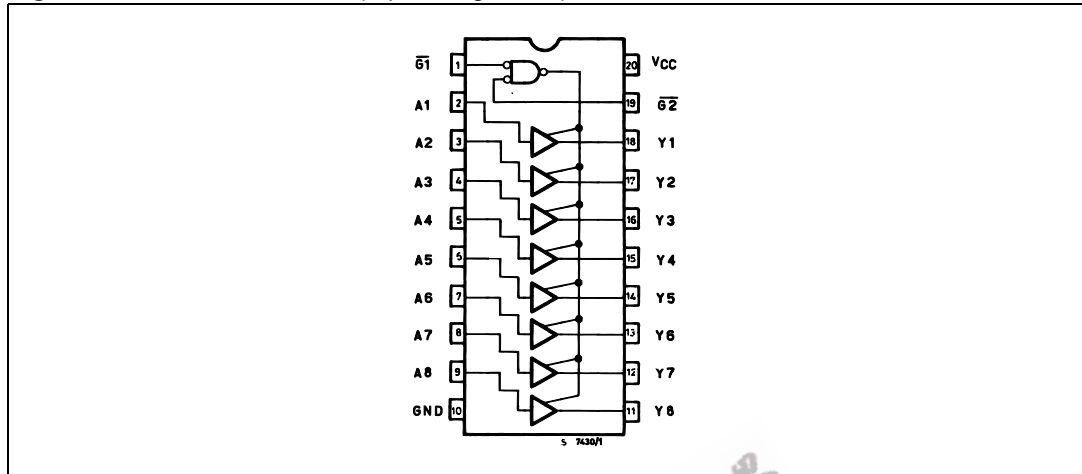 G1 1 20 VCC
A1 2 19 G2
A2 3 18 Y1
A3 4 17 Y2
A4 5 16 Y3
A5 6 15 Y4
A6 7 14 Y5
A7 8 13 Y6
A8 9 12 Y7
GND 10 11 Y8
S 7430/1